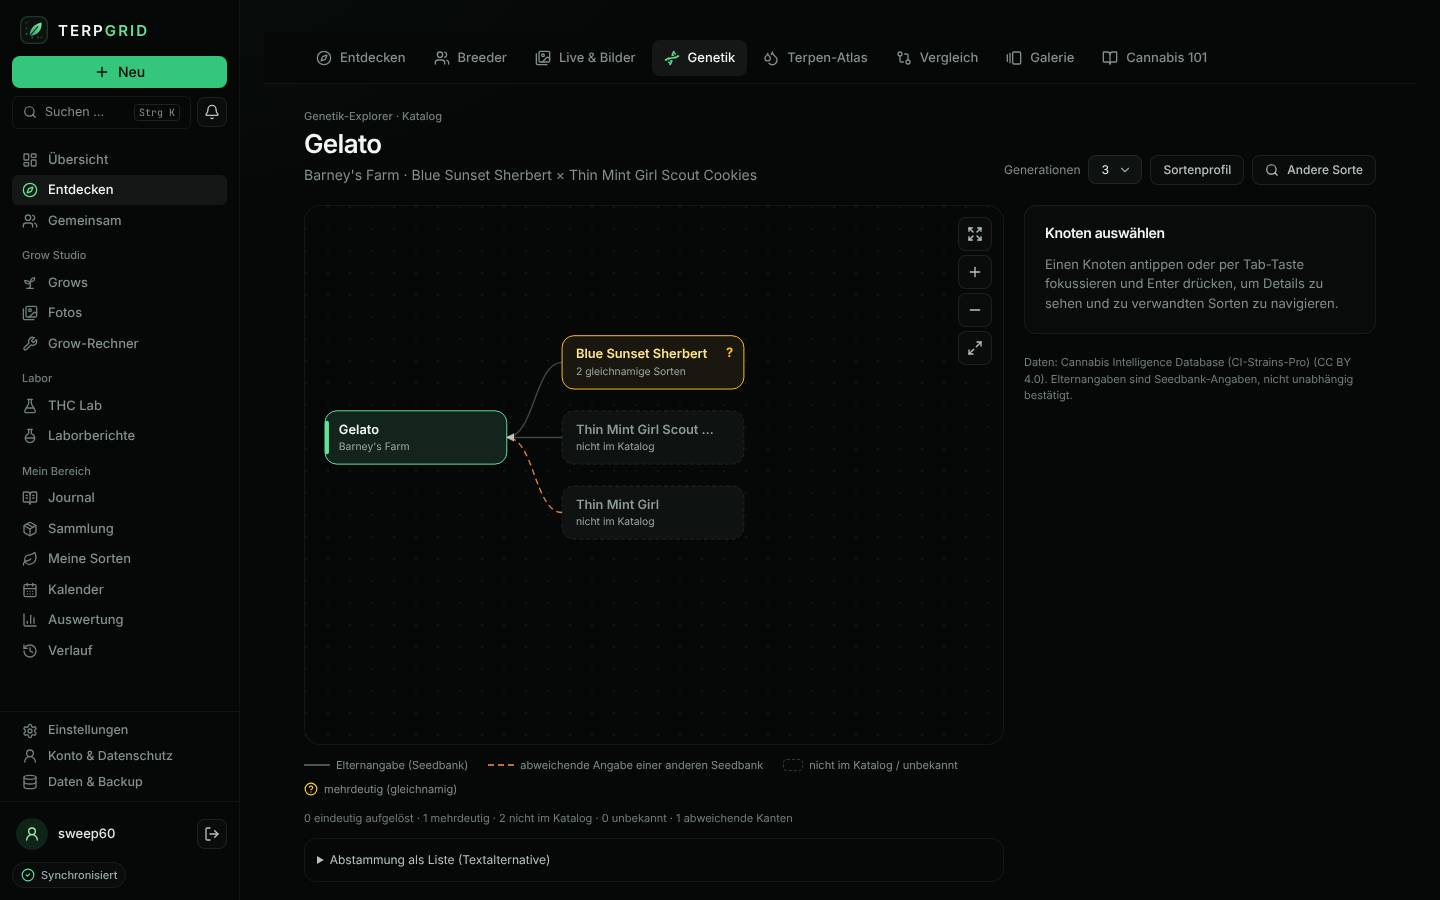 TERPGRID
Neu
Suchen ...
Strg K
Übersicht
Entdecken
Gemeinsam
Grow Studio
Grows
Fotos
Grow-Rechner
Labor
THC Lab
Laborberichte
Mein Bereich
Journal
Sammlung
Meine Sorten
Kalender
Auswertung
Verlauf
Einstellungen
Konto & Datenschutz
Daten & Backup
sweep60
Synchronisiert
Entdecken
Breeder
Live & Bilder
Genetik
Terpen-Atlas
Vergleich
Galerie
Cannabis 101
Genetik-Explorer · Katalog
Gelato
Barney's Farm · Blue Sunset Sherbert × Thin Mint Girl Scout Cookies
Generationen
3
Sortenprofil
Andere Sorte
Blue Sunset Sherbert ?
2 gleichnamige Sorten
Gelato
Barney's Farm
Thin Mint Girl Scout ...
nicht im Katalog
Thin Mint Girl
nicht im Katalog
Knoten auswählen
Einen Knoten antippen oder per Tab-Taste
fokussieren und Enter drücken, um Details zu
sehen und zu verwandten Sorten zu navigieren.
Daten: Cannabis Intelligence Database (CI-Strains-Pro) (CC BY
4.0). Elternangaben sind Seedbank-Angaben, nicht unabhängig
bestätigt.
Elternangabe (Seedbank)
abweichende Angabe einer anderen Seedbank
nicht im Katalog / unbekannt
? mehrdeutig (gleichnamig)
0 eindeutig aufgelöst · 1 mehrdeutig · 2 nicht im Katalog · 0 unbekannt · 1 abweichende Kanten
Abstammung als Liste (Textalternative)